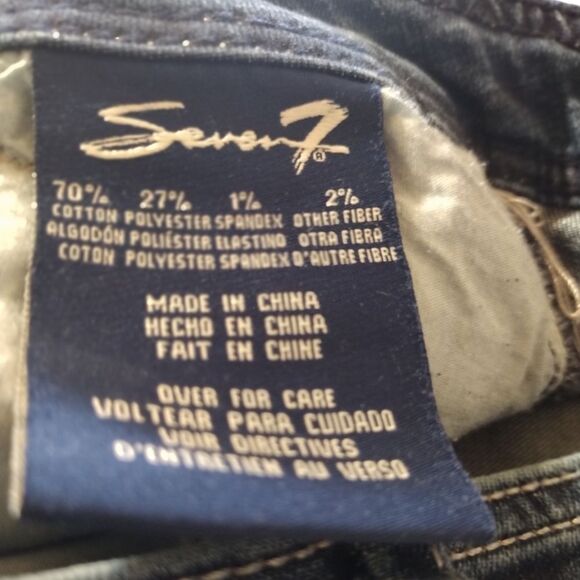 Seven7®
70% 27% 1% 2%
COTTON POLYESTER SPANDEX OTHER FIBER
ALGODÓN POLIÉSTER ELASTINO OTRA FIBRA
COTON POLYESTER SPANDEX D'AUTRE FIBRE
MADE IN CHINA
HECHO EN CHINA
FAIT EN CHINE
OVER FOR CARE
VOLTEAR PARA CUIDADO
VOIR DIRECTIVES
D'ENTRETIEN AU VERSO